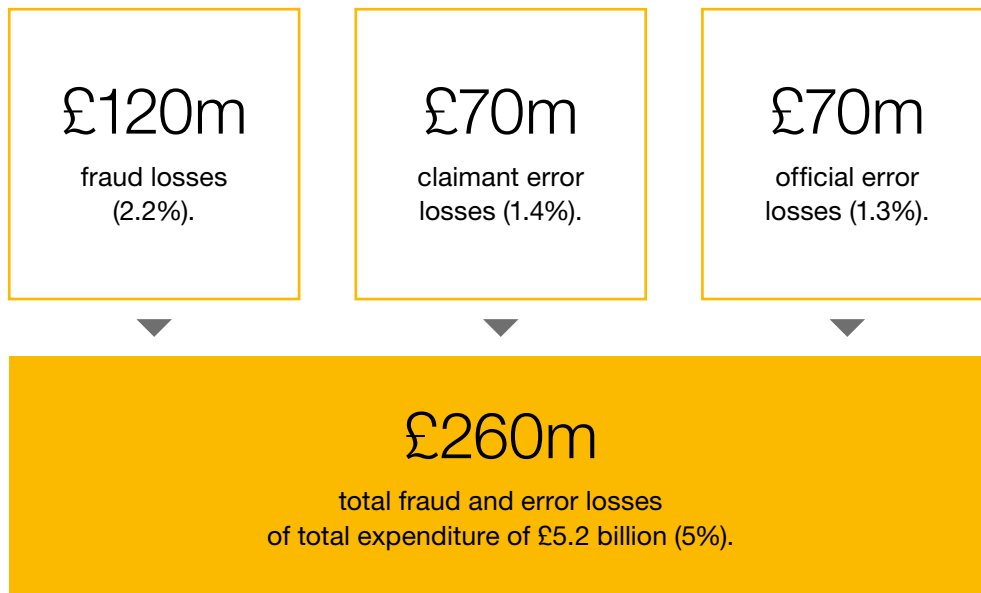 £120m
fraud losses
(2.2%).
£70m
claimant error
losses (1.4%).
£70m
official error
losses (1.3%).
£260m
total fraud and error losses
of total expenditure of £5.2 billion (5%).